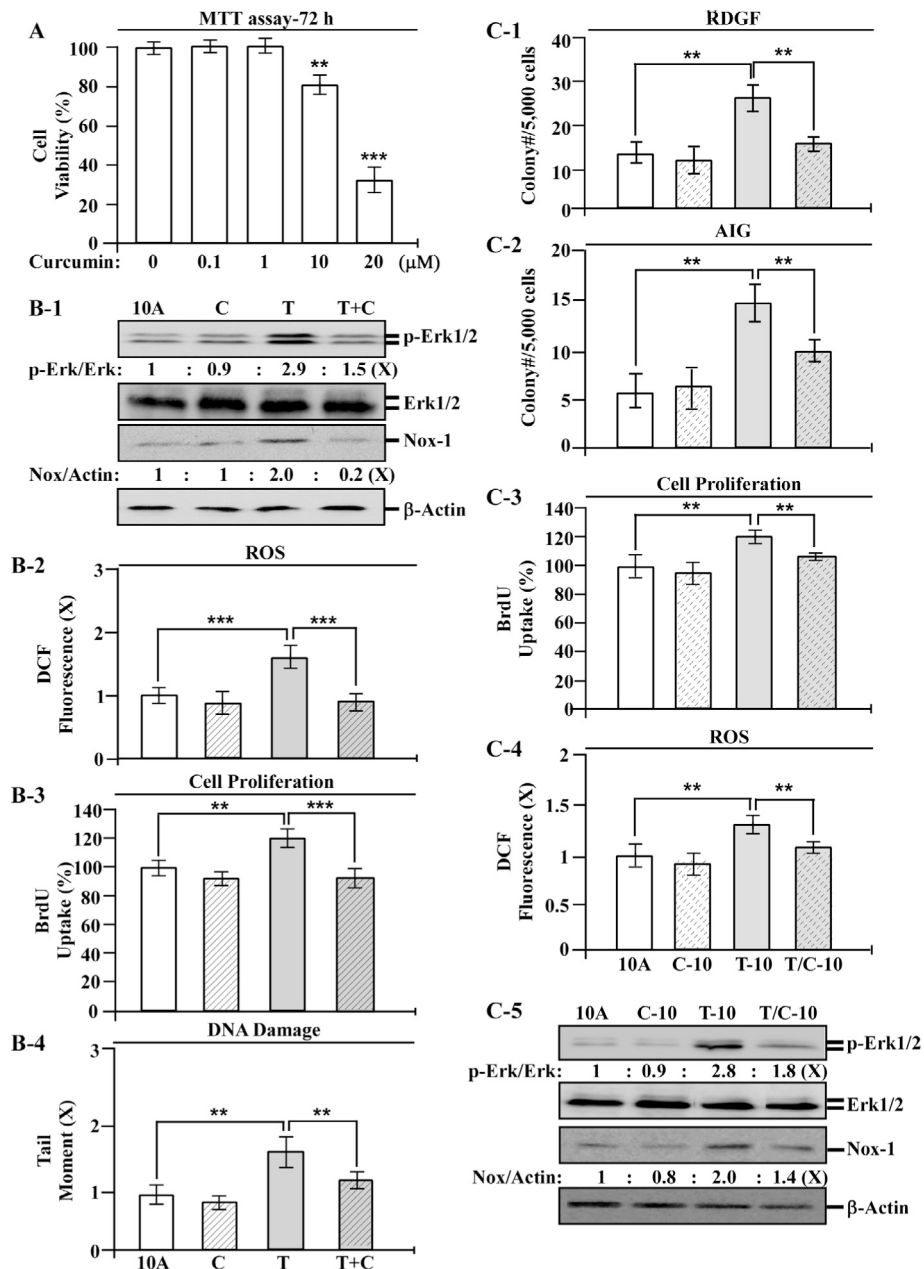 A
MTT assay-72 h
Cell
Viability (%)
100
80
60
40
20
0
**
***
Curcumin: 0 0.1 1 10 20 (μM)
B-1
10A C T T+C
p-Erk1/2
p-Erk/Erk: 1 : 0.9 : 2.9 : 1.5 (X)
Erk1/2
Nox-1
Nox/Actin: 1 : 1 : 2.0 : 0.2 (X)
β-Actin
B-2
ROS
DCF
Fluorescence (X)
3
2
1
0
*** ***
B-3
Cell Proliferation
BrdU
Uptake (%)
140
120
100
80
60
40
20
0
** ***
B-4
DNA Damage
Tail
Moment (X)
3
2
1
0
** **
10A C T T+C
C-1
RDGF
Colony#/5,000 cells
40
30
20
10
0
** **
C-2
AIG
Colony#/5,000 cells
20
15
10
5
0
** **
C-3
Cell Proliferation
BrdU
Uptake (%)
140
120
100
80
60
40
20
0
** **
C-4
ROS
DCF
Fluorescence (X)
2
1.5
1
0.5
0
** **
10A C-10 T-10 T/C-10
C-5
10A C-10 T-10 T/C-10
p-Erk1/2
p-Erk/Erk: 1 : 0.9 : 2.8 : 1.8 (X)
Erk1/2
Nox-1
Nox/Actin: 1 : 0.8 : 2.0 : 1.4 (X)
β-Actin